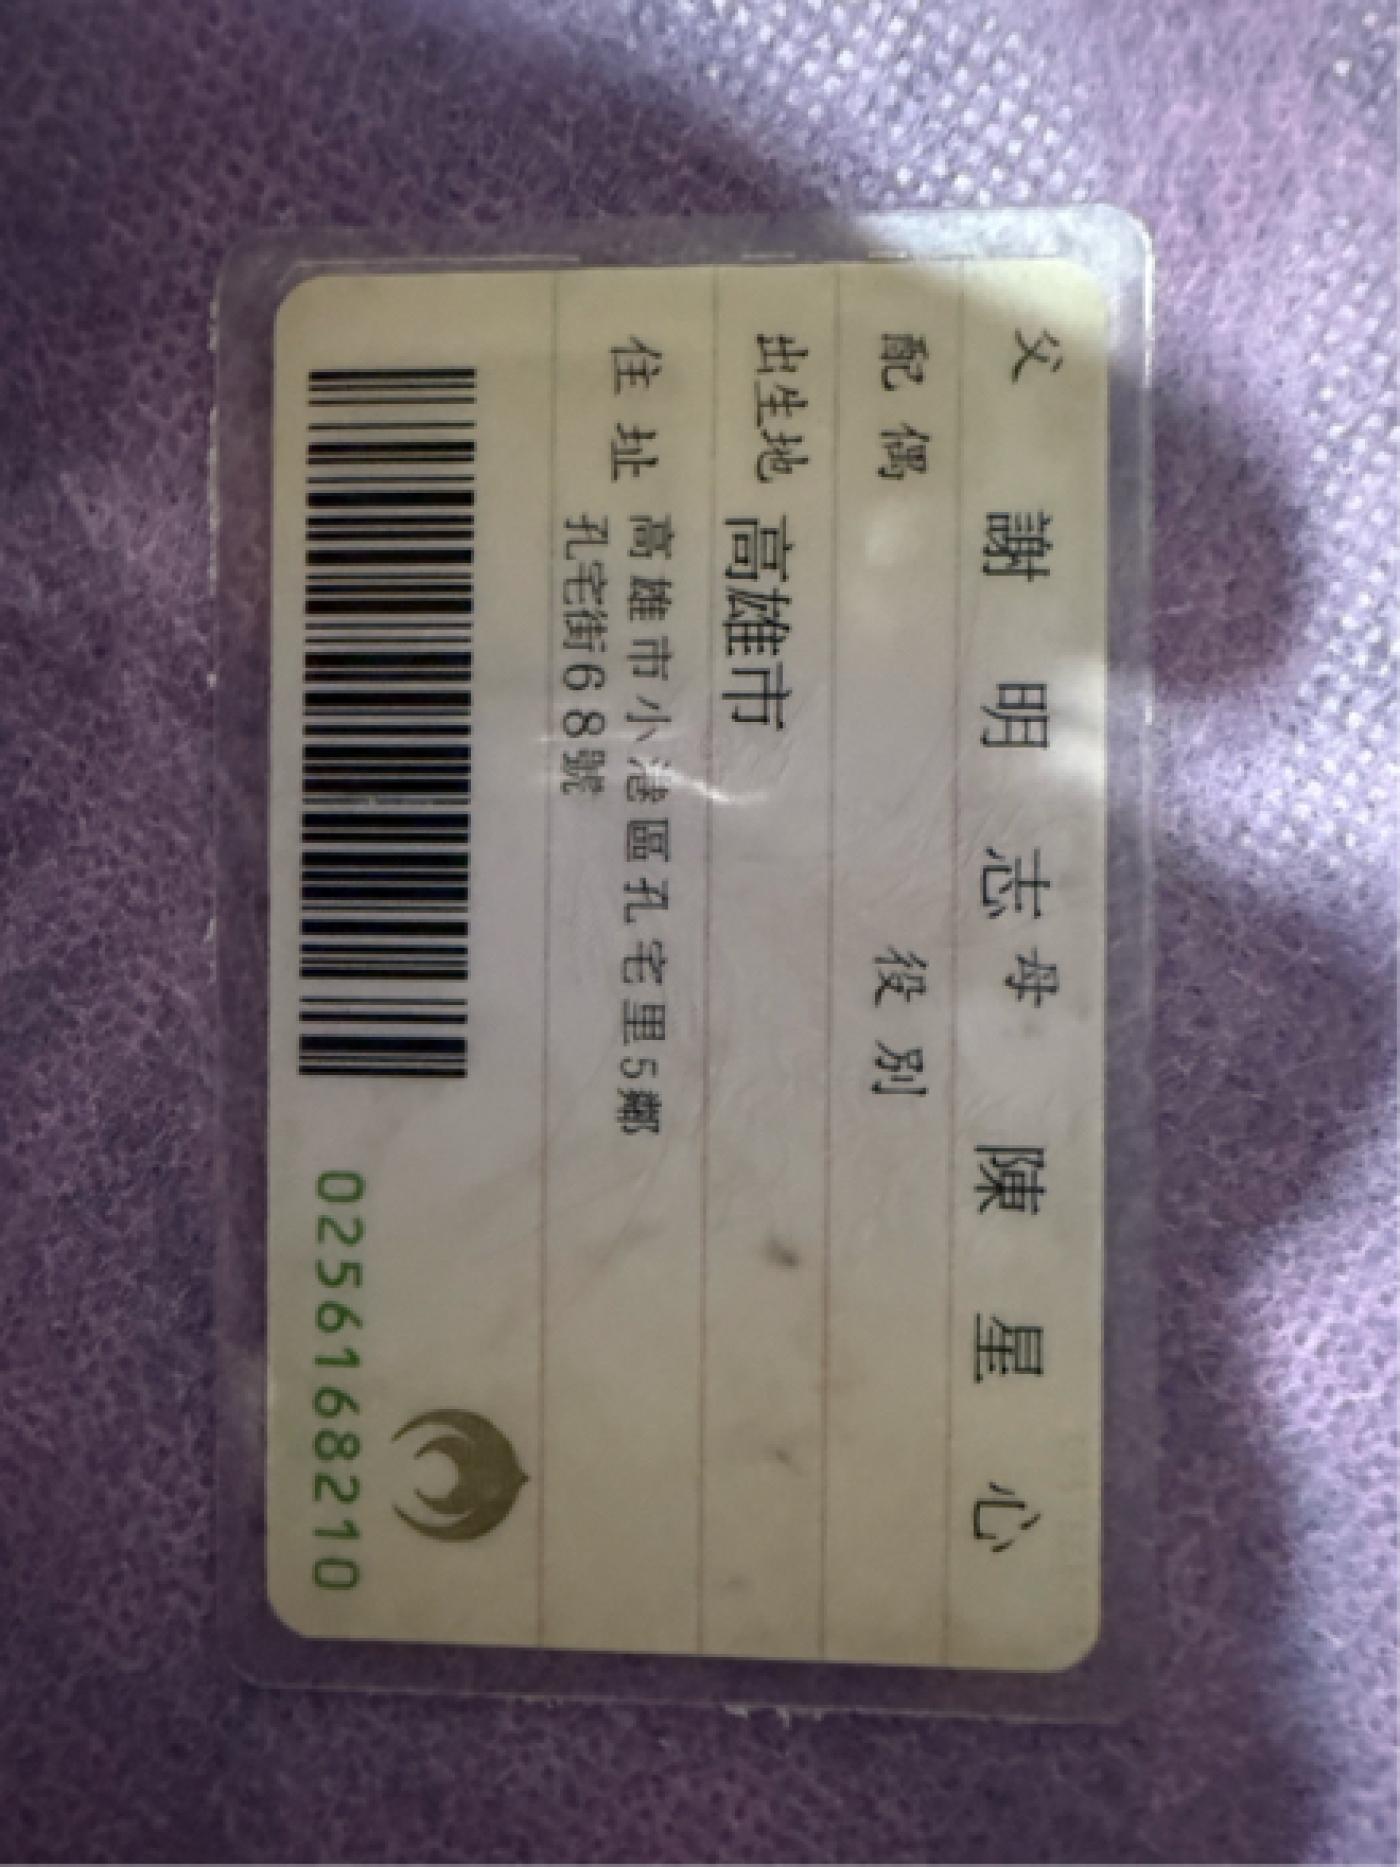 父 謝明志 母 陳星心
配偶 役別
出生地 高雄市
住址 高雄市小港區孔宅里5鄰
孔宅街68號
0256168210